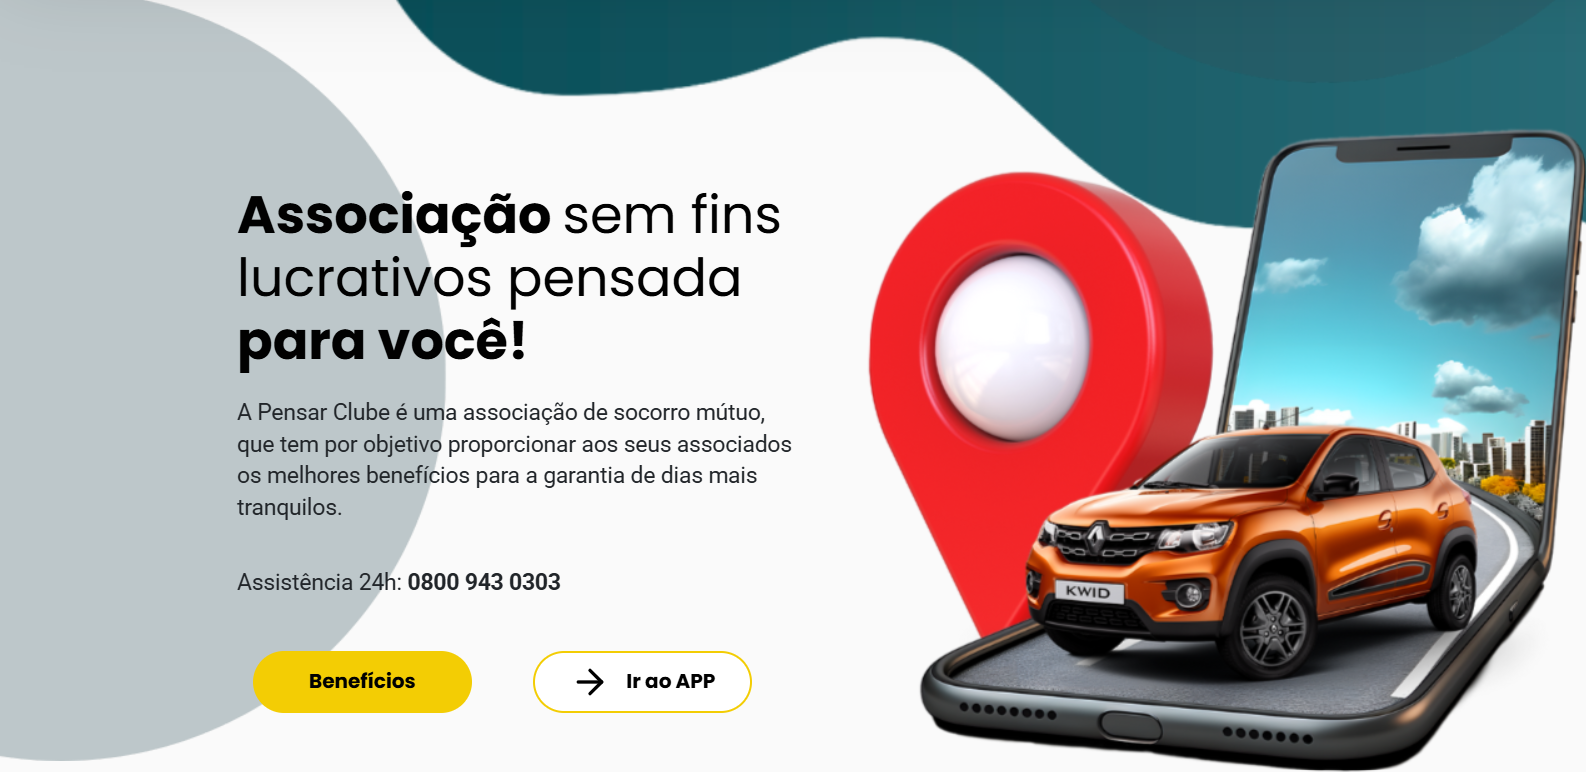 Associação sem fins
lucrativos pensada
para você!
A Pensar Clube é uma associação de socorro mútuo,
que tem por objetivo proporcionar aos seus associados
os melhores benefícios para a garantia de dias mais
tranquilos.
Assistência 24h: 0800 943 0303
Benefícios
Ir ao APP
KWID